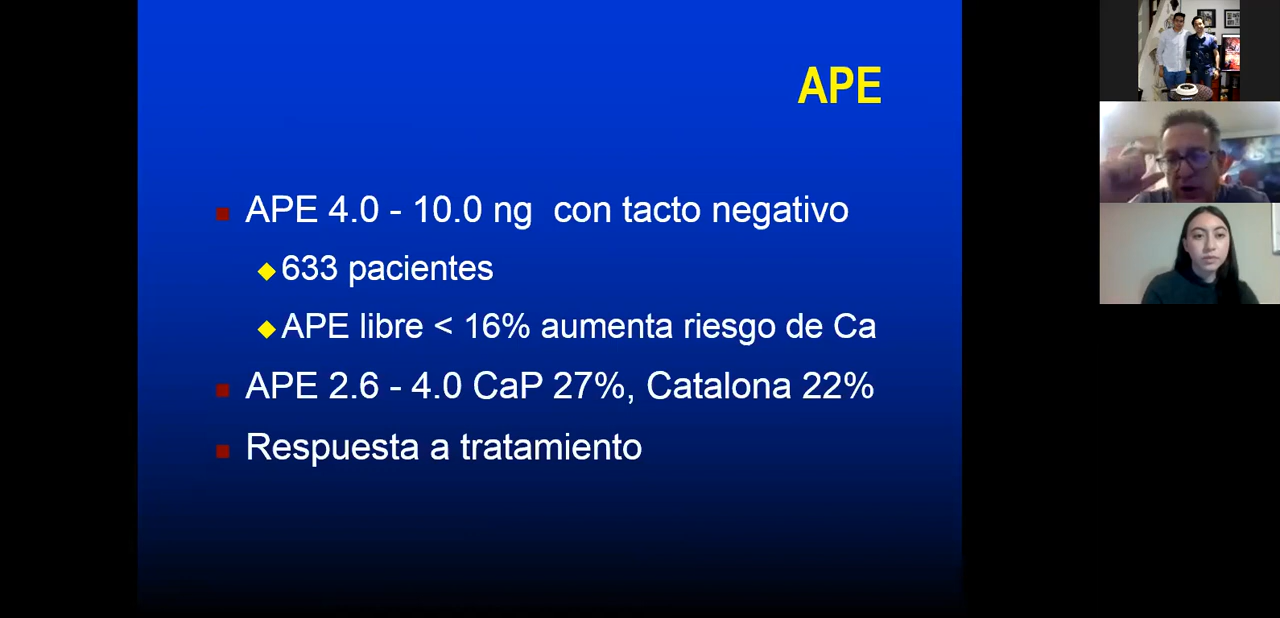 APE
APE 4.0 - 10.0 ng con tacto negativo
633 pacientes
APE libre < 16% aumenta riesgo de Ca
APE 2.6 - 4.0 CaP 27%, Catalona 22%
Respuesta a tratamiento